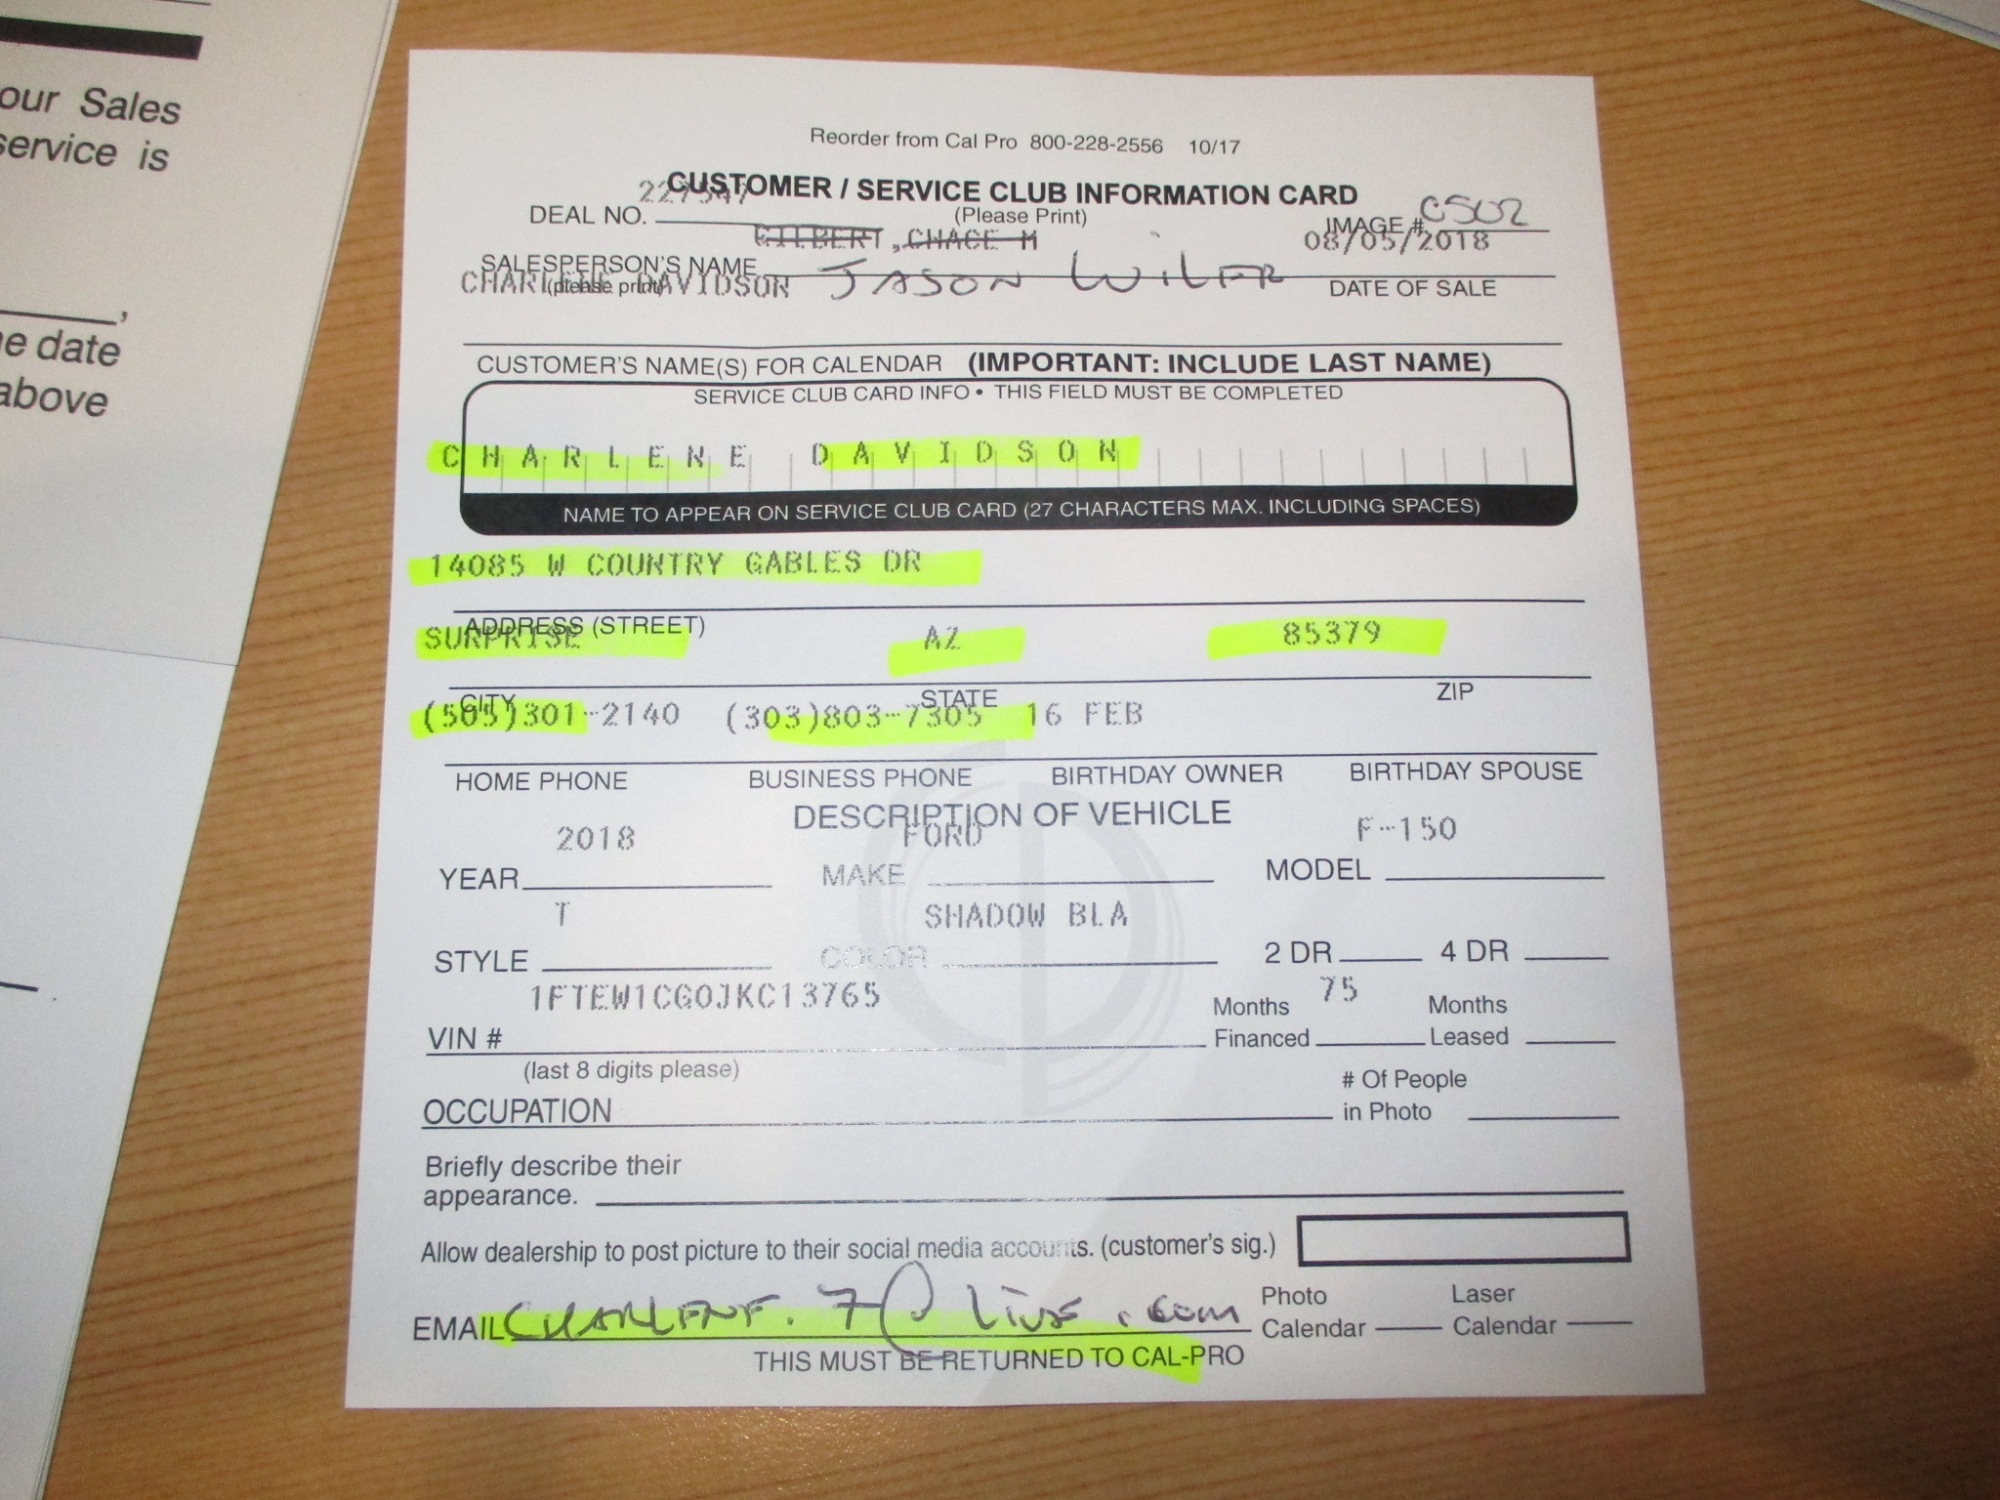 our Sales
service is
,
e date
above
Reorder from Cal Pro 800-228-2556 10/17
CUSTOMER / SERVICE CLUB INFORMATION CARD
DEAL NO. (Please Print) IMAGE # C502
GILBERT, CHACE M 08/05/2018
SALESPERSON'S NAME JASON
(please print) DATE OF SALE
CHARLENE DAVIDSON
CUSTOMER'S NAME(S) FOR CALENDAR (IMPORTANT: INCLUDE LAST NAME)
SERVICE CLUB CARD INFO • THIS FIELD MUST BE COMPLETED
CHARLENE DAVIDSON
NAME TO APPEAR ON SERVICE CLUB CARD (27 CHARACTERS MAX. INCLUDING SPACES)
14085 W COUNTRY GABLES DR
ADDRESS (STREET)
SURPRISE AZ 85379
CITY STATE ZIP
(505)301-2140 (303)803-7305 16 FEB
HOME PHONE BUSINESS PHONE BIRTHDAY OWNER BIRTHDAY SPOUSE
DESCRIPTION OF VEHICLE
2018 FORD F-150
YEAR MAKE MODEL
T SHADOW BLA
STYLE COLOR 2 DR 4 DR
1FTEW1CG0JKC13765 Months 75 Months
VIN # Financed Leased
(last 8 digits please) # Of People
OCCUPATION in Photo
Briefly describe their
appearance.
Allow dealership to post picture to their social media accounts. (customer's sig.)
Photo Laser
EMAIL CHARLENE.7@live.com Calendar Calendar
THIS MUST BE RETURNED TO CAL-PRO